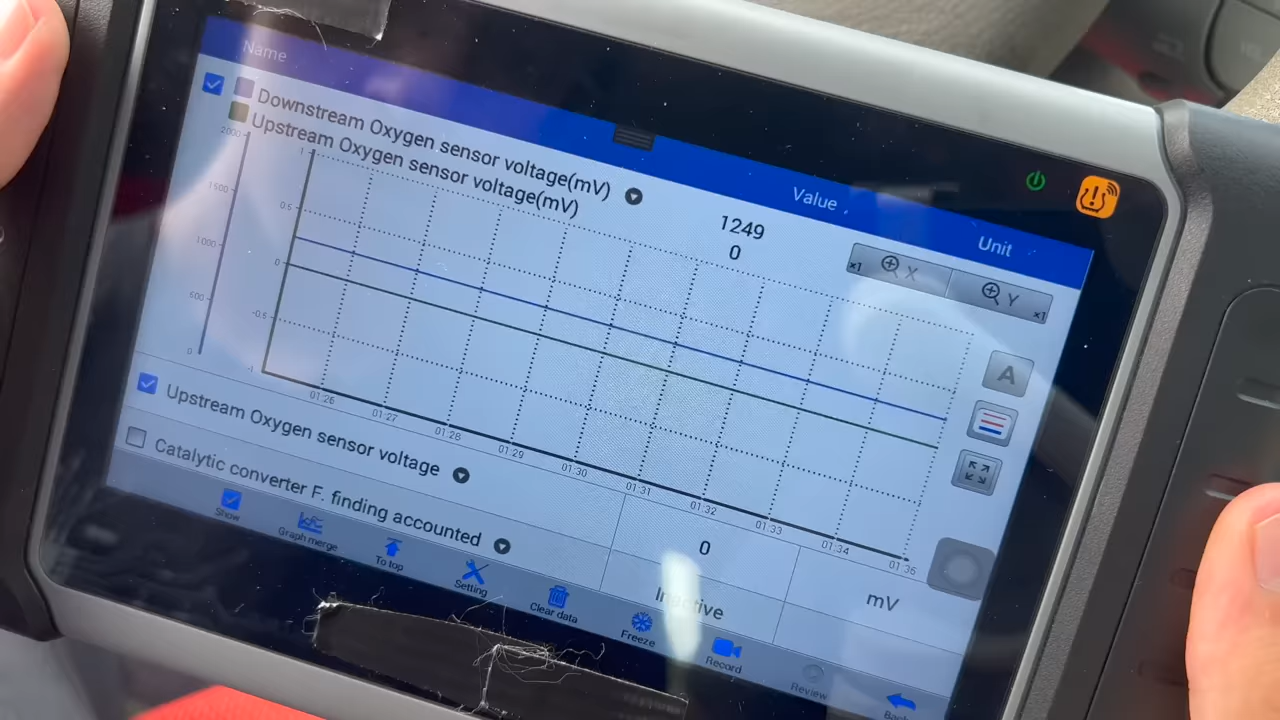 Name
Value
Unit
Downstream Oxygen sensor voltage(mV)
Upstream Oxygen sensor voltage(mV)
1249
0
x1 X
Y x1
2000
1500
1000
500
0
1
0.5
0
-0.5
-1
01:26
01:27
01:28
01:29
01:30
01:31
01:32
01:33
01:34
01:36
A
Upstream Oxygen sensor voltage
0
mV
Catalytic converter F. finding accounted
Show
Graph merge
To top
Setting
Clear data
Freeze
Record
Review
Back